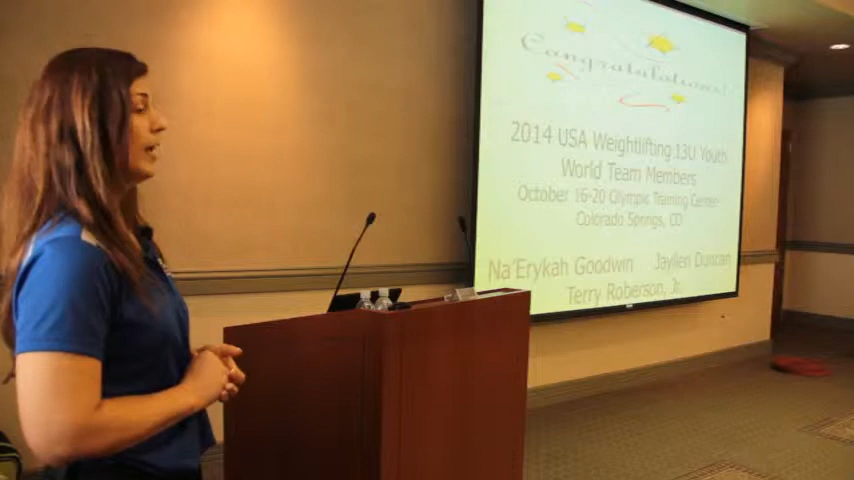 Congratulations!
2014 USA Weightlifting 13U Youth
World Team Members
October 16-20 Olympic Training Center
Colorado Springs, CO
Na'Erykah Goodwin Jayllen Duncan
Terry Roberson, Jr.